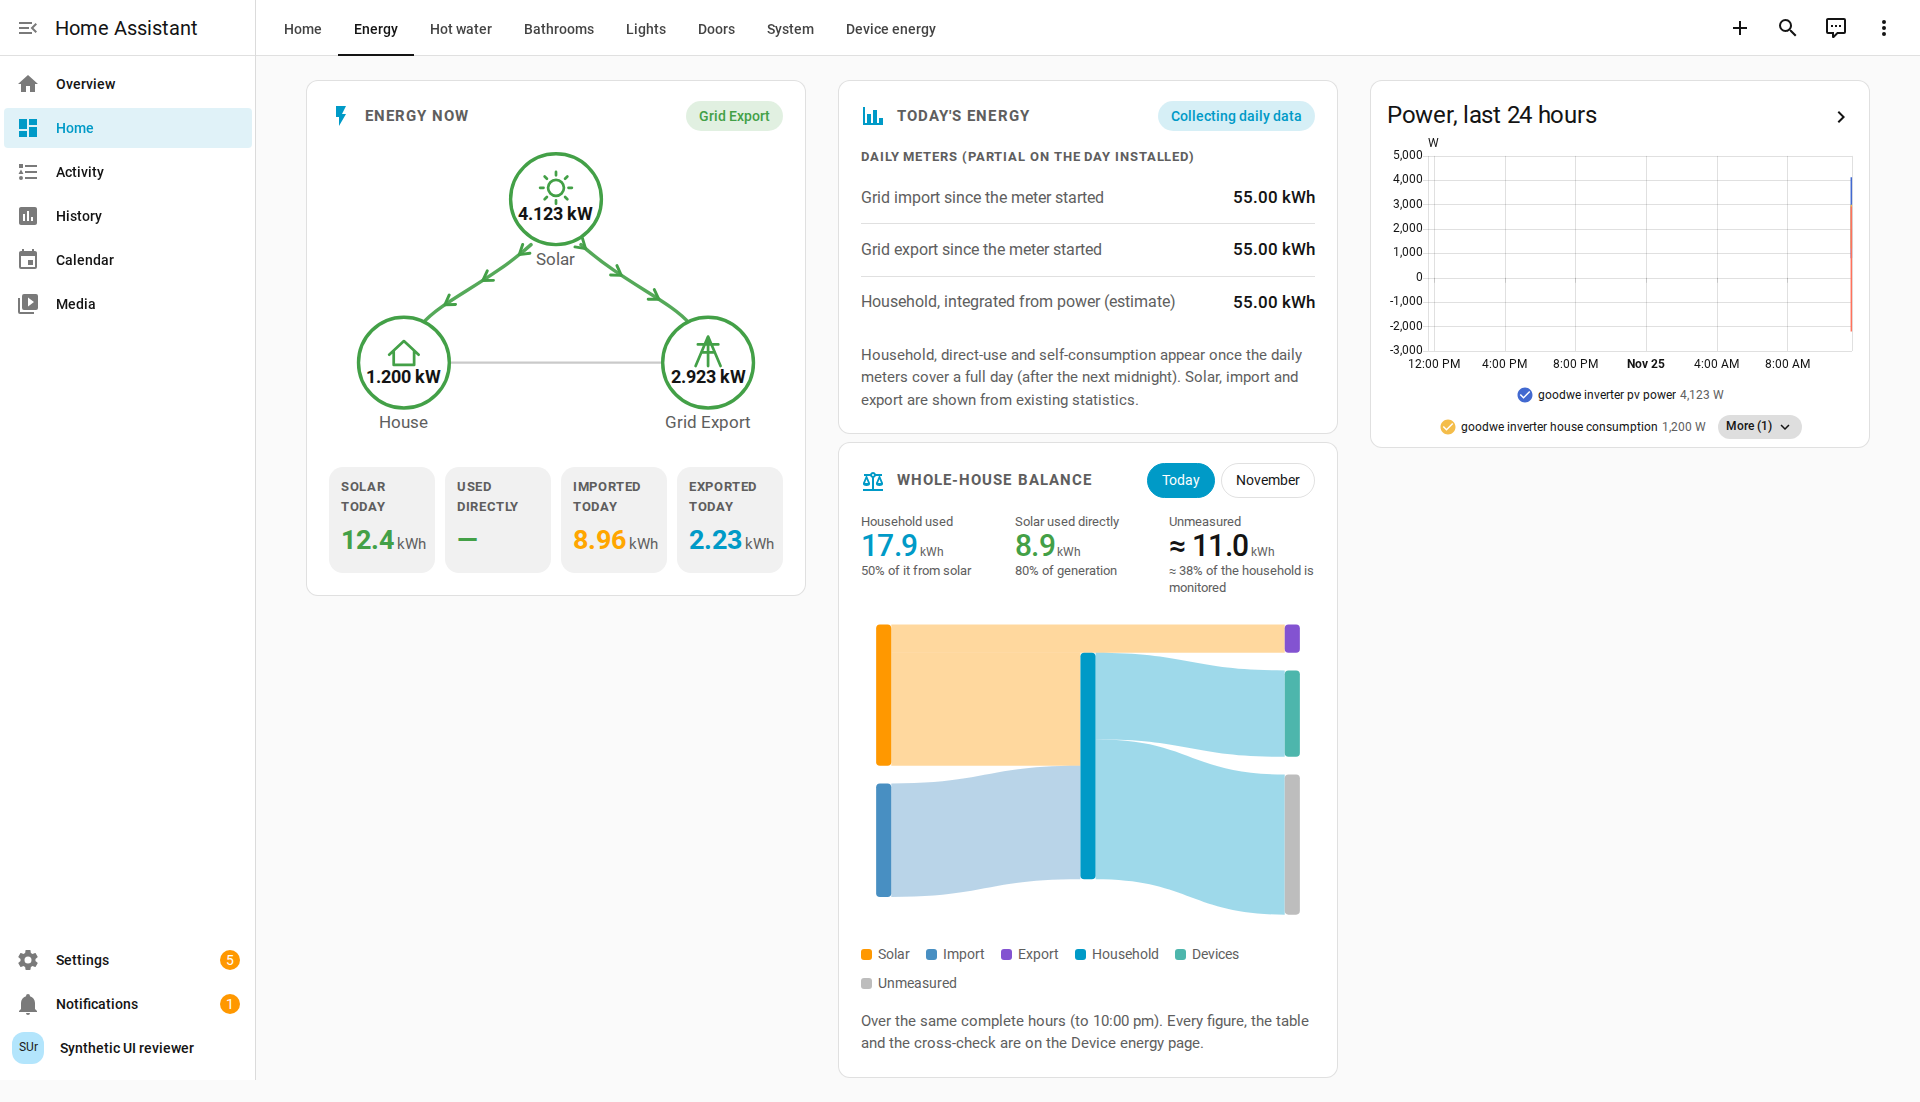 Home Assistant
Home
Energy
Hot water
Bathrooms
Lights
Doors
System
Device energy
Overview
Home
Activity
History
Calendar
Media
Settings
5
Notifications
1
SUr
Synthetic UI reviewer
ENERGY NOW
Grid Export
4.123 kW
Solar
1.200 kW
House
2.923 kW
Grid Export
SOLAR
TODAY
12.4 kWh
USED
DIRECTLY
—
IMPORTED
TODAY
8.96 kWh
EXPORTED
TODAY
2.23 kWh
TODAY'S ENERGY
Collecting daily data
DAILY METERS (PARTIAL ON THE DAY INSTALLED)
Grid import since the meter started 55.00 kWh
Grid export since the meter started 55.00 kWh
Household, integrated from power (estimate) 55.00 kWh
Household, direct-use and self-consumption appear once the daily
meters cover a full day (after the next midnight). Solar, import and
export are shown from existing statistics.
WHOLE-HOUSE BALANCE
Today
November
Household used
17.9 kWh
50% of it from solar
Solar used directly
8.9 kWh
80% of generation
Unmeasured
≈ 11.0 kWh
≈ 38% of the household is
monitored
Solar
Import
Export
Household
Devices
Unmeasured
Over the same complete hours (to 10:00 pm). Every figure, the table
and the cross-check are on the Device energy page.
Power, last 24 hours
W
5,000
4,000
3,000
2,000
1,000
0
-1,000
-2,000
-3,000
12:00 PM
4:00 PM
8:00 PM
Nov 25
4:00 AM
8:00 AM
goodwe inverter pv power 4,123 W
goodwe inverter house consumption 1,200 W
More (1)